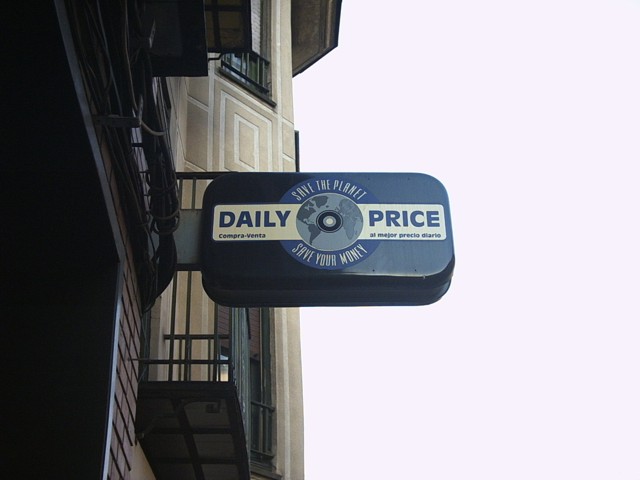 SAVE THE PLANET
DAILY PRICE
Compra-Venta al mejor precio diario
SAVE YOUR MONEY